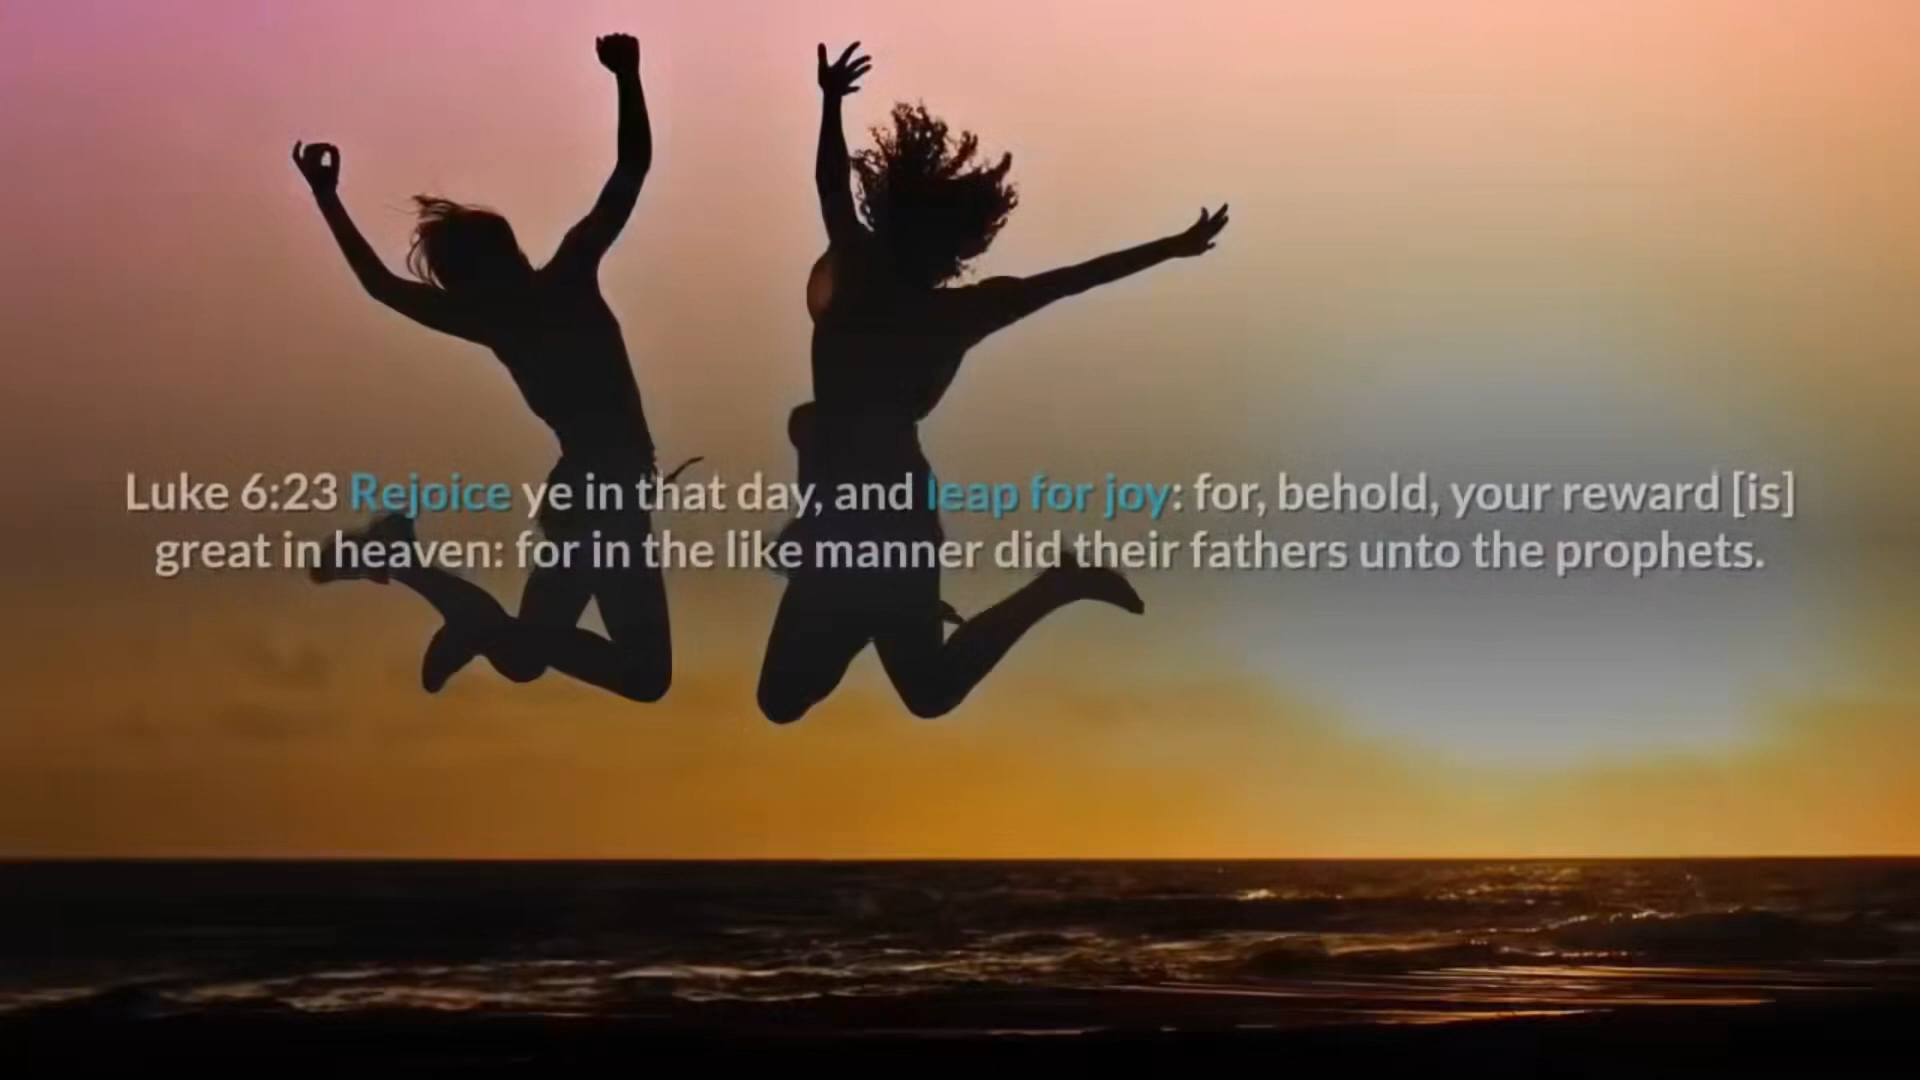 Luke 6:23 Rejoice ye in that day, and leap for joy: for, behold, your reward [is]
great in heaven: for in the like manner did their fathers unto the prophets.